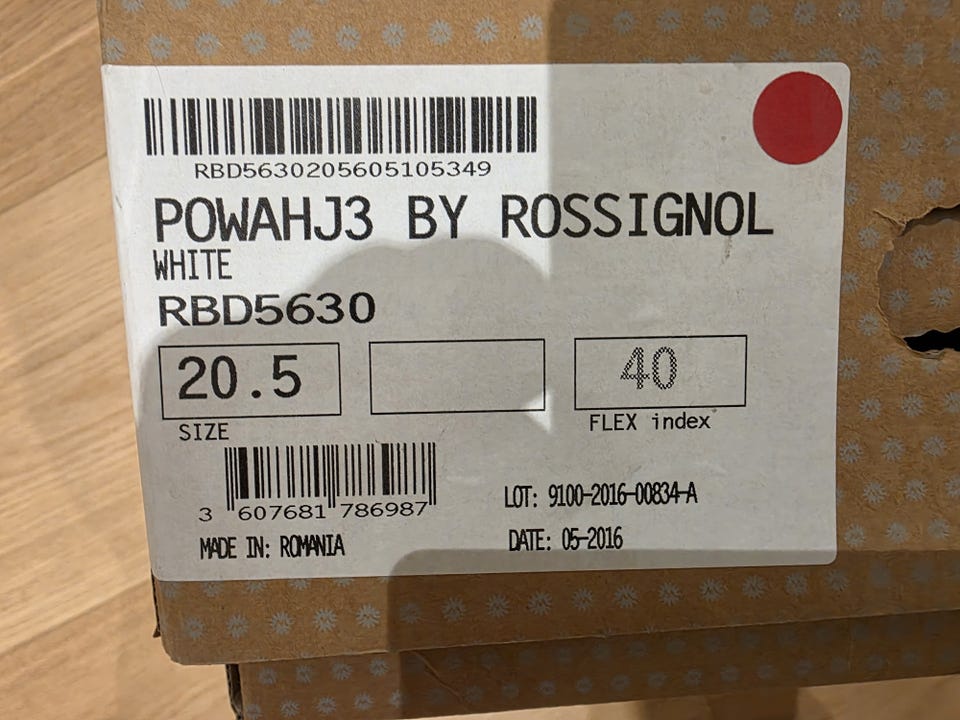 RBD5630205605105349
POWAHJ3 BY ROSSIGNOL
WHITE
RBD5630
20.5 40
SIZE FLEX index
3 607681 786987
LOT: 9100-2016-00834-A
MADE IN: ROMANIA DATE: 05-2016